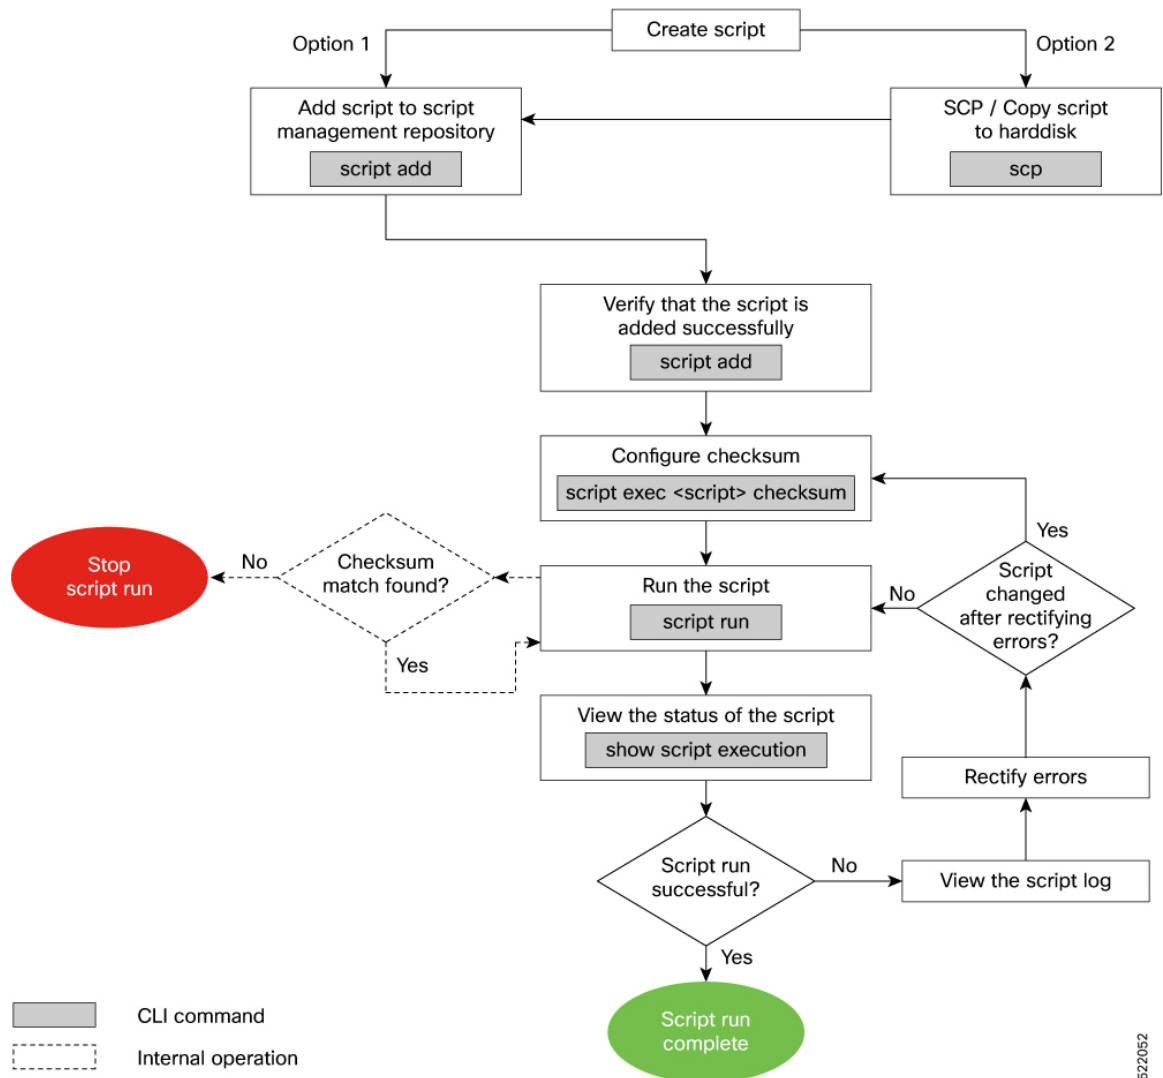 Create script
Option 1
Option 2
Add script to script
management repository
script add
SCP / Copy script
to harddisk
scp
Verify that the script is
added successfully
script add
Configure checksum
script exec <script> checksum
Yes
Stop
script run
No
Checksum
match found?
Yes
Run the script
script run
No
Script
changed
after rectifying
errors?
View the status of the script
show script execution
Rectify errors
Script run
successful?
No
View the script log
Yes
Script run
complete
CLI command
Internal operation
522052